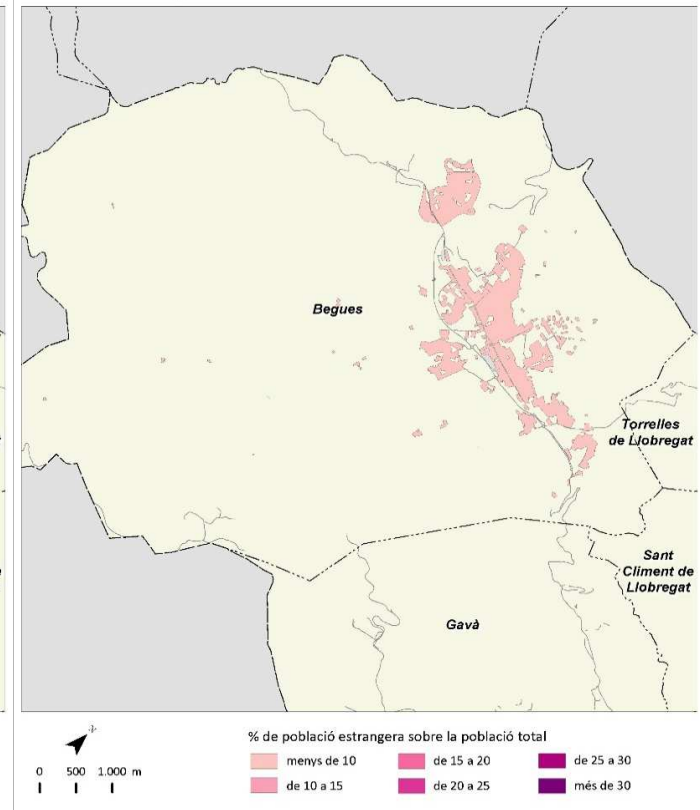 Begues
Torrelles
de Llobregat
Sant
Climent de
Llobregat
Gavà
% de població estrangera sobre la població total
menys de 10
de 15 a 20
de 25 a 30
de 10 a 15
de 20 a 25
més de 30
0 500 1.000 m